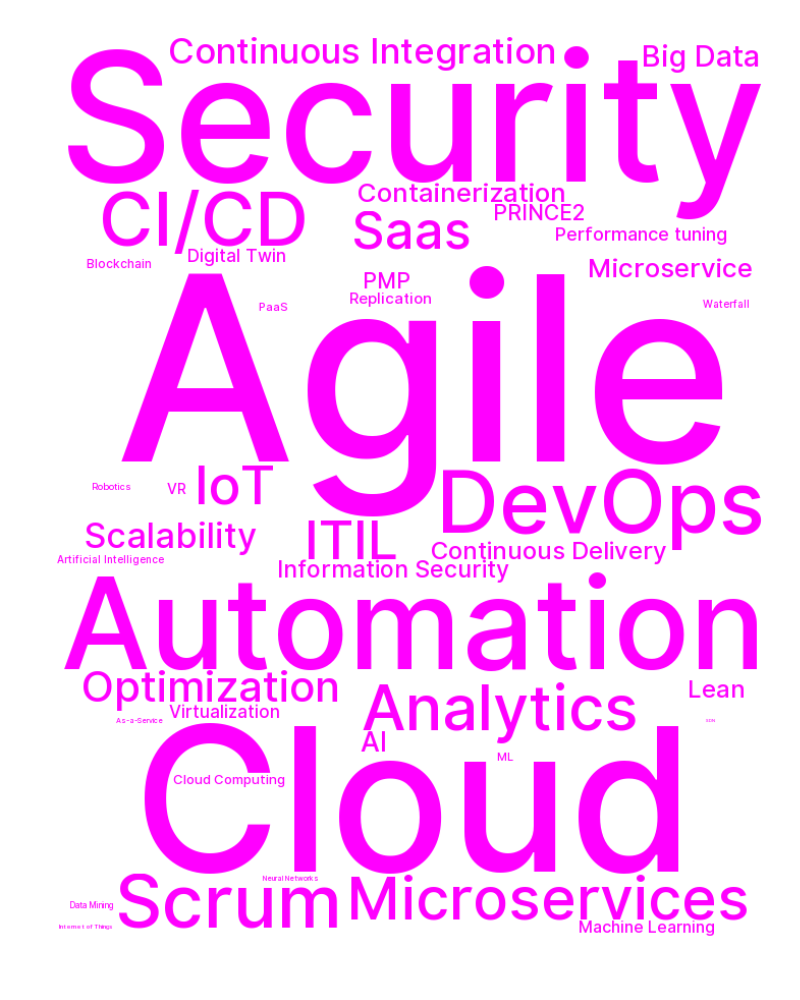 Continuous Integration
Big Data
Security
Containerization
CI/CD
PRINCE2
Saas
Performance tuning
Digital Twin
Blockchain
Microservice
PMP
Replication
PaaS
Waterfall
Agile
Robotics
VR
IoT
DevOps
Scalability
ITIL
Continuous Delivery
Artificial Intelligence
Information Security
Automation
Optimization
Analytics
Lean
Virtualization
As-a-Service
AI
ML
Cloud
Cloud Computing
Neural Networks
Scrum
Microservices
Data Mining
Internet of Things
Machine Learning